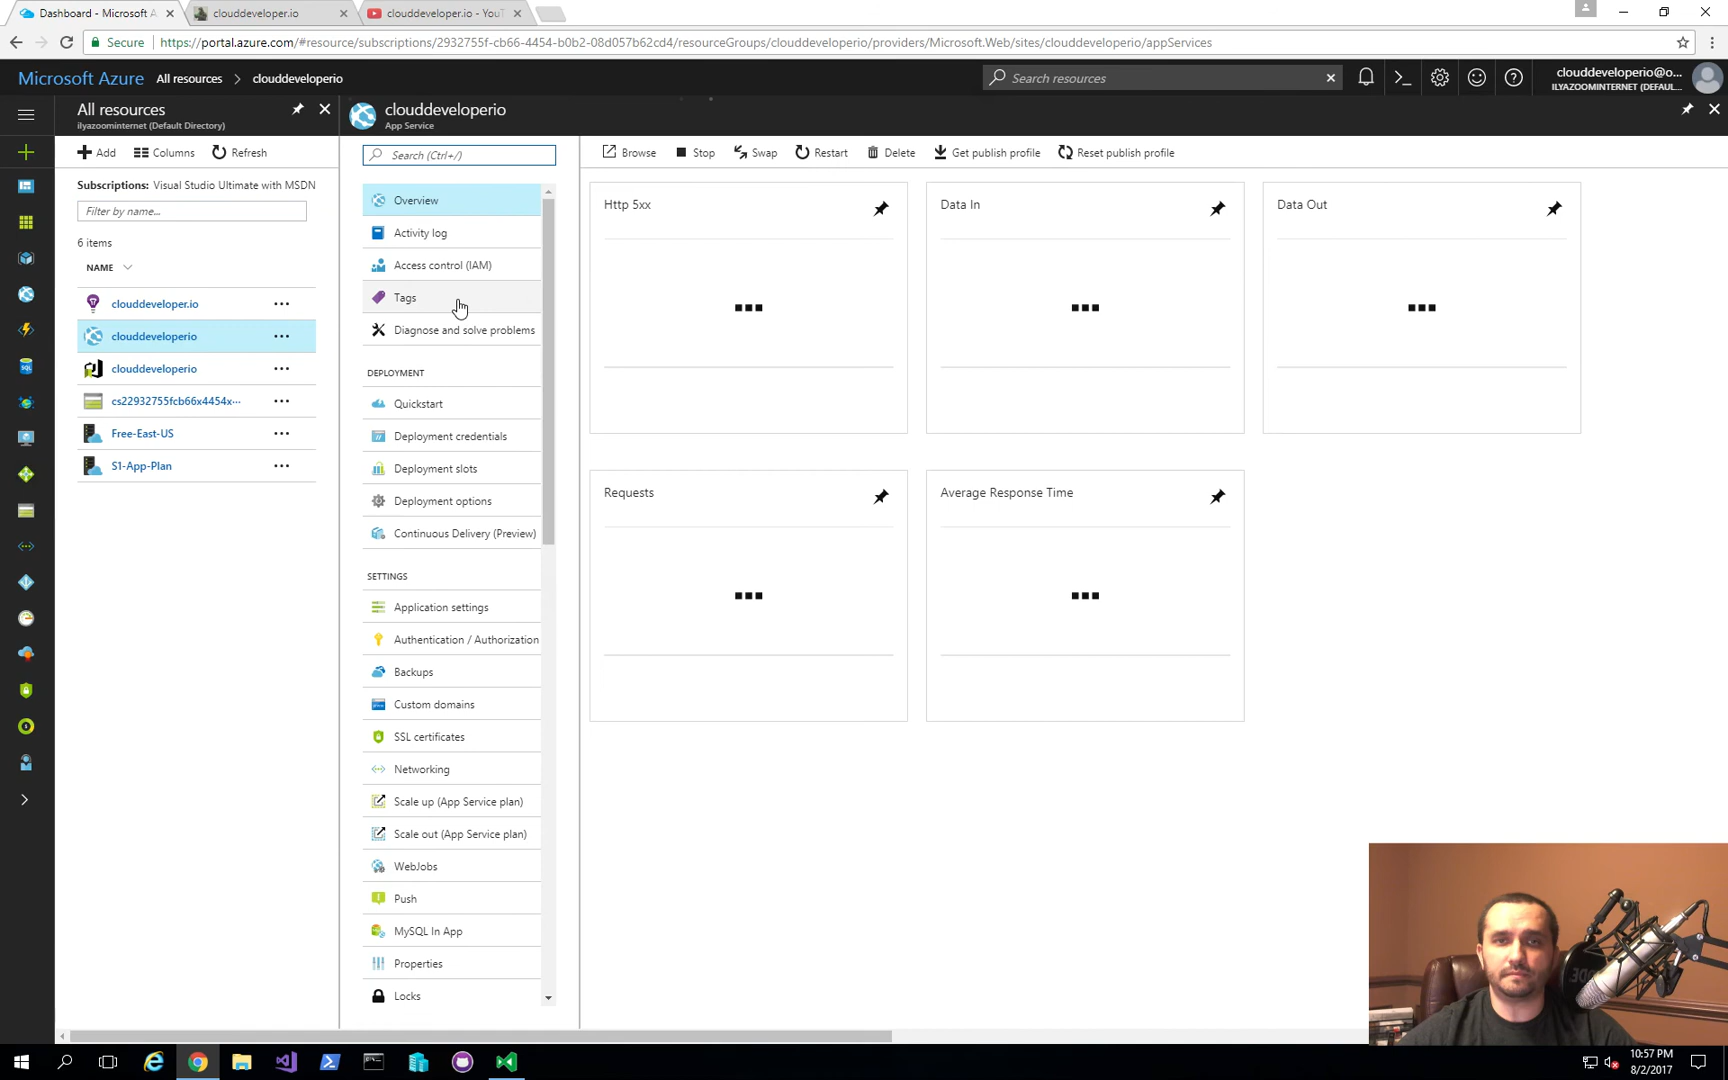 Dashboard - Microsoft A
clouddeveloper.io
clouddeveloper.io - YouT
Secure
https://portal.azure.com/#resource/subscriptions/2932755f-cb66-4454-b0b2-08d057b62cd4/resourceGroups/clouddeveloperio/providers/Microsoft.Web/sites/clouddeveloperio/appServices
Microsoft Azure
All resources
clouddeveloperio
Search resources
clouddeveloperio@o...
ILYAZOOMINTERNET (DEFAUL...
All resources
ilyazoominternet (Default Directory)
Add
Columns
Refresh
Subscriptions: Visual Studio Ultimate with MSDN
Filter by name...
6 items
NAME
clouddeveloper.io
clouddeveloperio
clouddeveloperio
cs22932755fcb66x4454x...
Free-East-US
S1-App-Plan
clouddeveloperio
App Service
Search (Ctrl+/)
Overview
Activity log
Access control (IAM)
Tags
Diagnose and solve problems
DEPLOYMENT
Quickstart
Deployment credentials
Deployment slots
Deployment options
Continuous Delivery (Preview)
SETTINGS
Application settings
Authentication / Authorization
Backups
Custom domains
SSL certificates
Networking
Scale up (App Service plan)
Scale out (App Service plan)
WebJobs
Push
MySQL In App
Properties
Locks
Browse
Stop
Swap
Restart
Delete
Get publish profile
Reset publish profile
Http 5xx
Data In
Data Out
Requests
Average Response Time
10:57 PM
8/2/2017